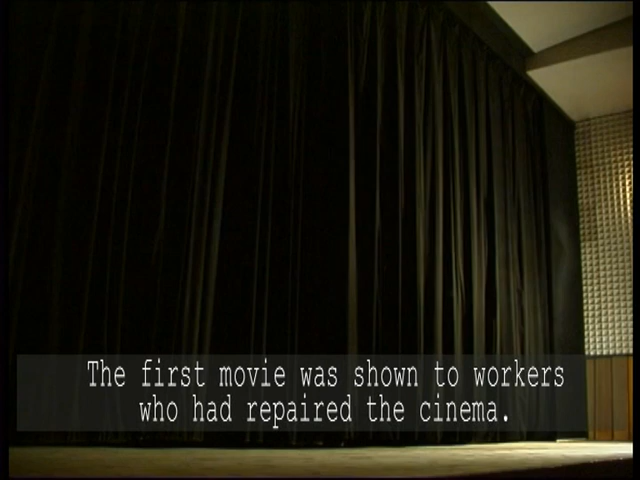 The first movie was shown to workers
who had repaired the cinema.